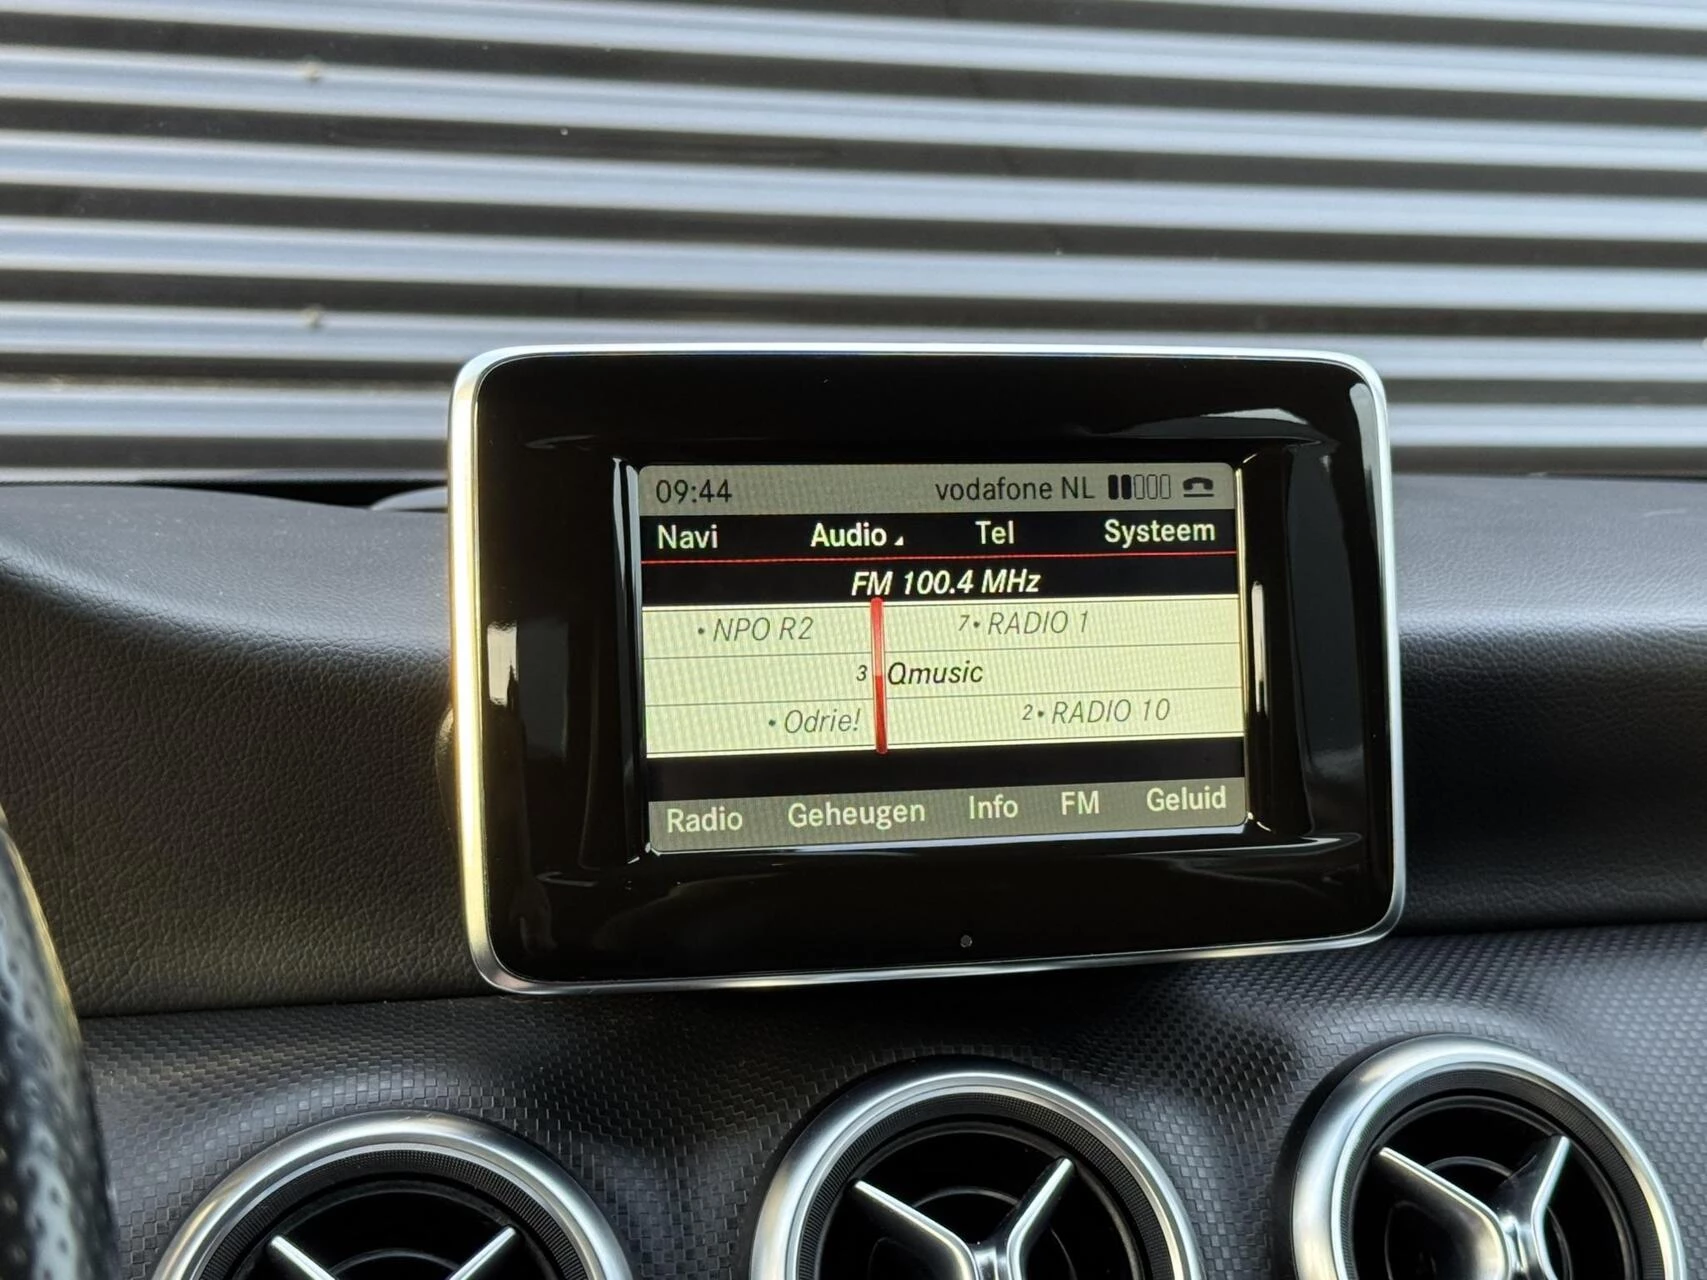 09:44 vodafone NL
Navi Audio Tel Systeem
FM 100.4 MHz
• NPO R2 7• RADIO 1
3 Qmusic
• Odrie! 2• RADIO 10
Radio Geheugen Info FM Geluid